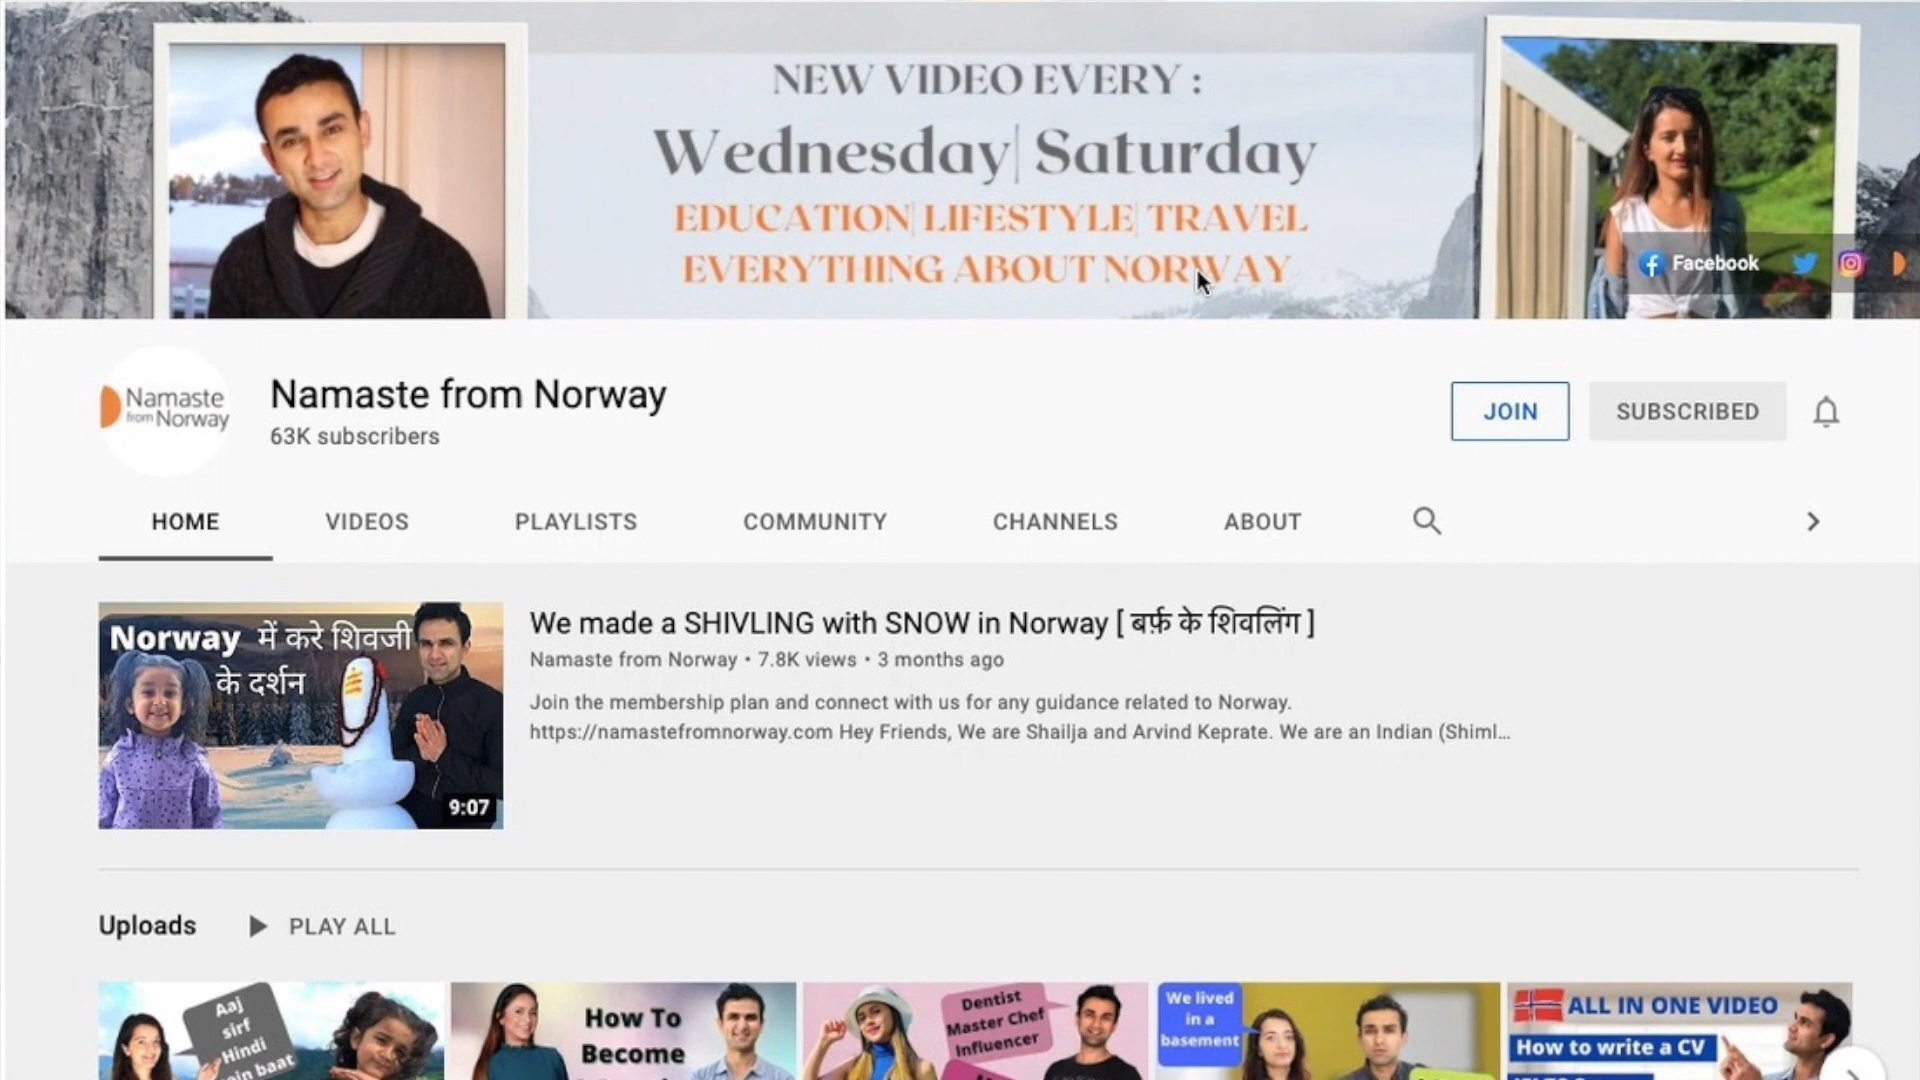 NEW VIDEO EVERY :
Wednesday| Saturday
EDUCATION| LIFESTYLE| TRAVEL
EVERYTHING ABOUT NORWAY
Facebook
Namaste
from Norway
Namaste from Norway
63K subscribers
JOIN
SUBSCRIBED
HOME
VIDEOS
PLAYLISTS
COMMUNITY
CHANNELS
ABOUT
Norway में करे शिवजी
के दर्शन
9:07
We made a SHIVLING with SNOW in Norway [ बर्फ़ के शिवलिंग ]
Namaste from Norway • 7.8K views • 3 months ago
Join the membership plan and connect with us for any guidance related to Norway.
https://namastefromnorway.com Hey Friends, We are Shailja and Arvind Keprate. We are an Indian (Shiml...
Uploads
PLAY ALL
Aaj
sirf
Hindi
baat
How To
Become
Dentist
Master Chef
Influencer
We lived
in a
basement
ALL IN ONE VIDEO
How to write a CV